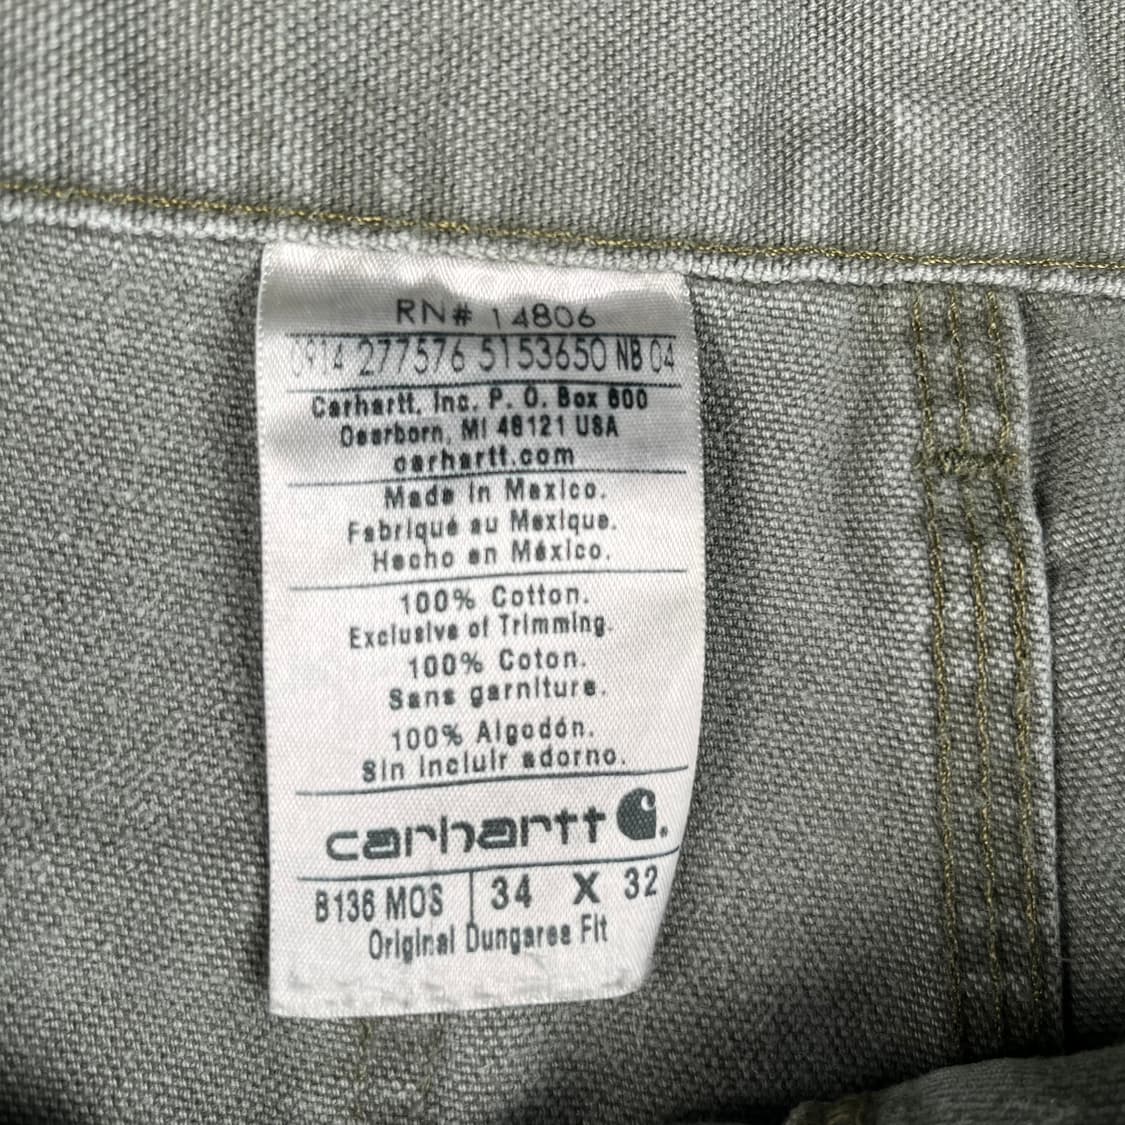 RN# 14806
0914 277576 5153650 NB 04
Carhartt, Inc. P. O. Box 600
Dearborn, MI 48121 USA
carhartt.com
Made in Mexico.
Fabriqué au Mexique.
Hecho en México.
100% Cotton.
Exclusive of Trimming.
100% Coton.
Sans garniture.
100% Algodón.
Sin incluir adorno.
carhartt
B136 MOS 34 X 32
Original Dungaree Fit